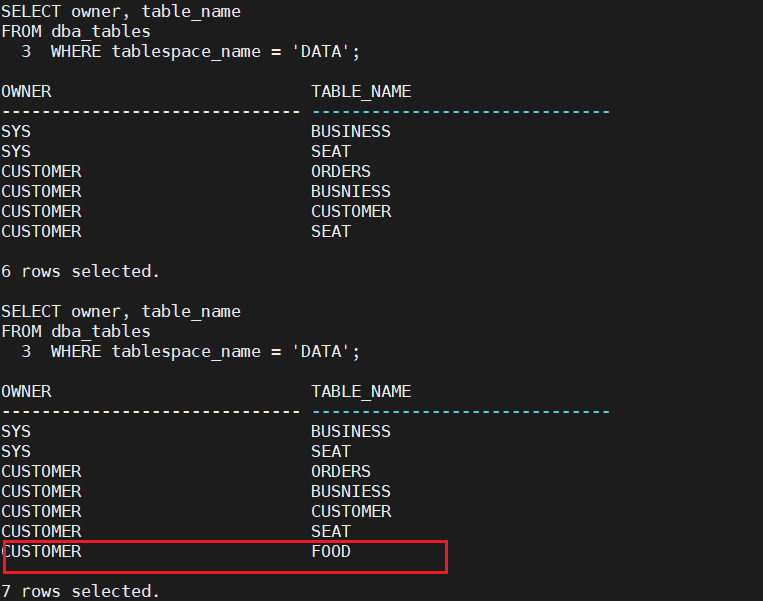 SELECT owner, table_name
FROM dba_tables
  3  WHERE tablespace_name = 'DATA';
OWNER                          TABLE_NAME
------------------------------ ------------------------------
SYS                            BUSINESS
SYS                            SEAT
CUSTOMER                       ORDERS
CUSTOMER                       BUSNIESS
CUSTOMER                       CUSTOMER
CUSTOMER                       SEAT
6 rows selected.
SELECT owner, table_name
FROM dba_tables
  3  WHERE tablespace_name = 'DATA';
OWNER                          TABLE_NAME
------------------------------ ------------------------------
SYS                            BUSINESS
SYS                            SEAT
CUSTOMER                       ORDERS
CUSTOMER                       BUSNIESS
CUSTOMER                       CUSTOMER
CUSTOMER                       SEAT
CUSTOMER                       FOOD
7 rows selected.